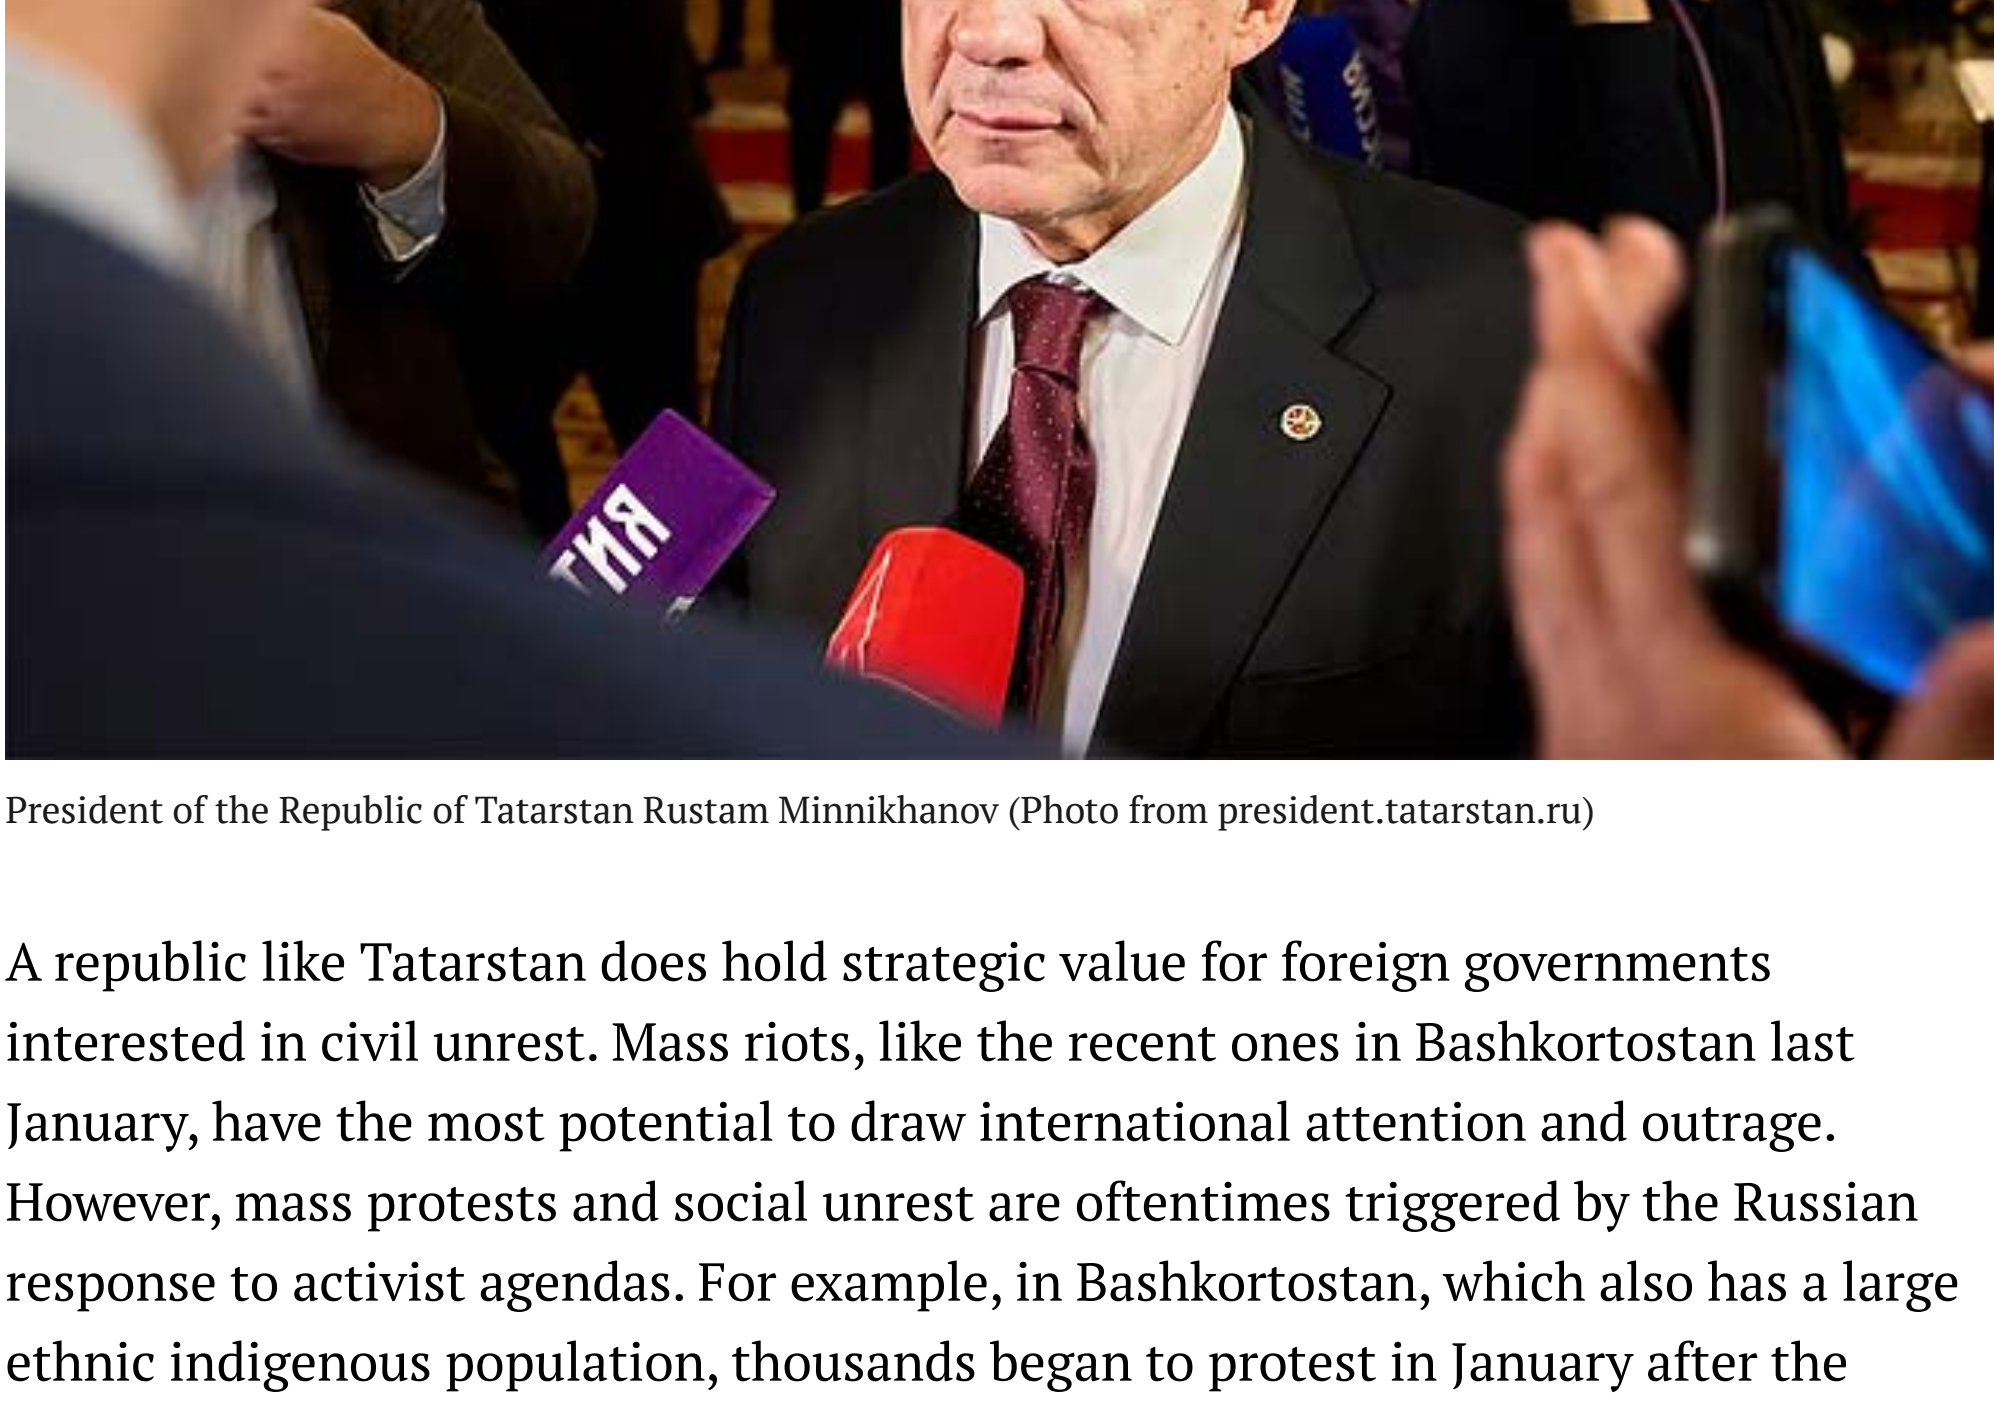 ТИЯ
President of the Republic of Tatarstan Rustam Minnikhanov (Photo from president.tatarstan.ru)
A republic like Tatarstan does hold strategic value for foreign governments
interested in civil unrest. Mass riots, like the recent ones in Bashkortostan last
January, have the most potential to draw international attention and outrage.
However, mass protests and social unrest are oftentimes triggered by the Russian
response to activist agendas. For example, in Bashkortostan, which also has a large
ethnic indigenous population, thousands began to protest in January after the